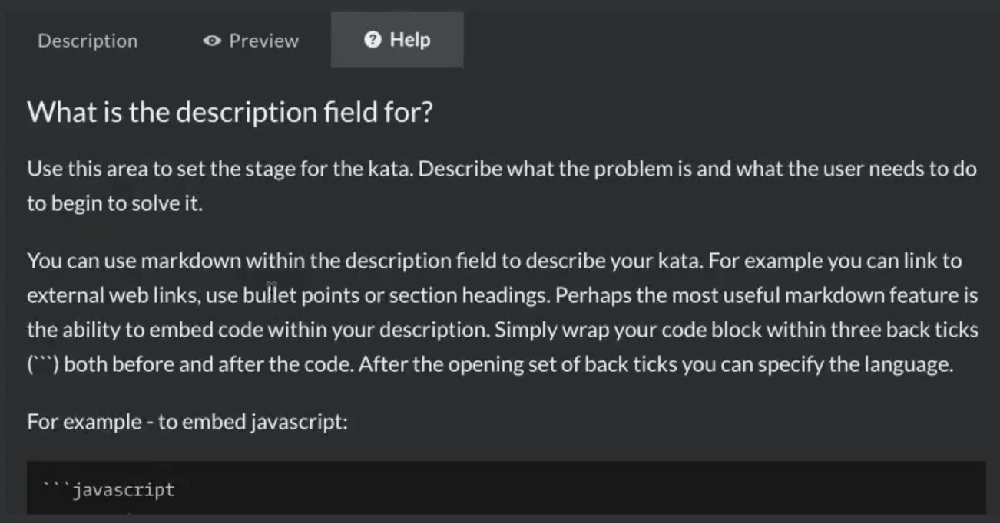 Description Preview Help
What is the description field for?
Use this area to set the stage for the kata. Describe what the problem is and what the user needs to do
to begin to solve it.
You can use markdown within the description field to describe your kata. For example you can link to
external web links, use bullet points or section headings. Perhaps the most useful markdown feature is
the ability to embed code within your description. Simply wrap your code block within three back ticks
(```) both before and after the code. After the opening set of back ticks you can specify the language.
For example - to embed javascript:
```javascript